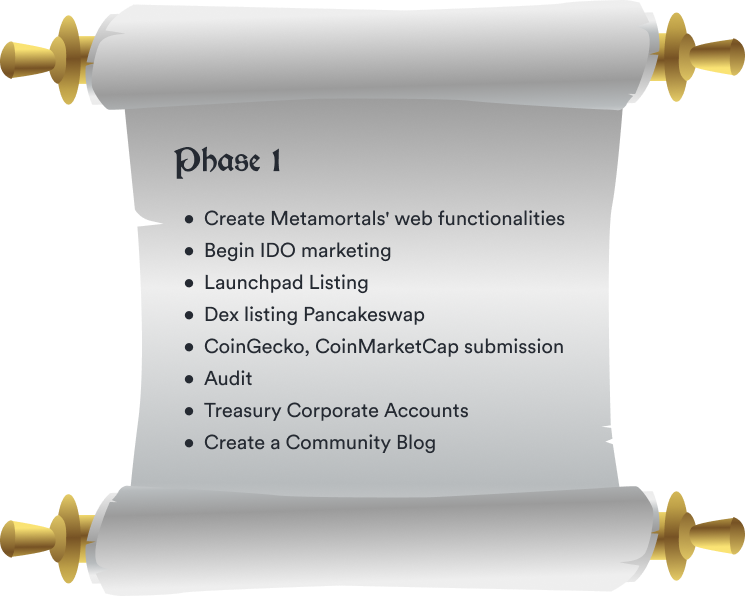 Phase 1
• Create Metamortals' web functionalities
• Begin IDO marketing
• Launchpad Listing
• Dex listing Pancakeswap
• CoinGecko, CoinMarketCap submission
• Audit
• Treasury Corporate Accounts
• Create a Community Blog